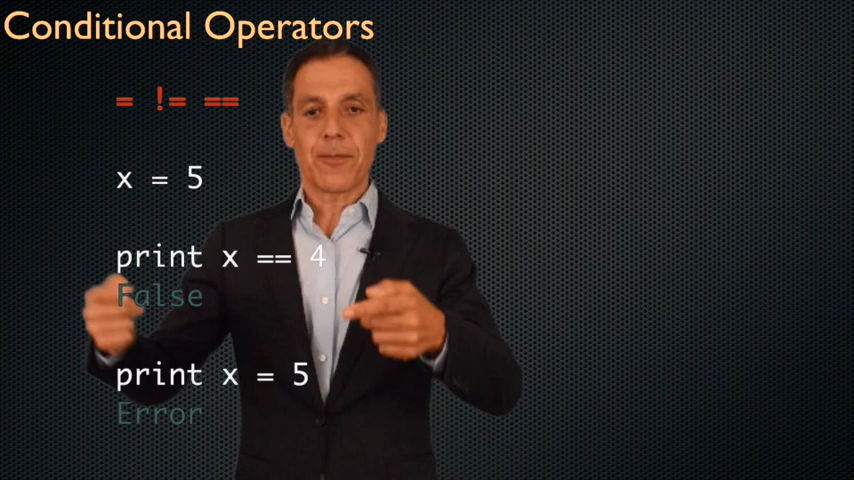 Conditional Operators
= != ==
x = 5
print x == 4
False
print x = 5
Error